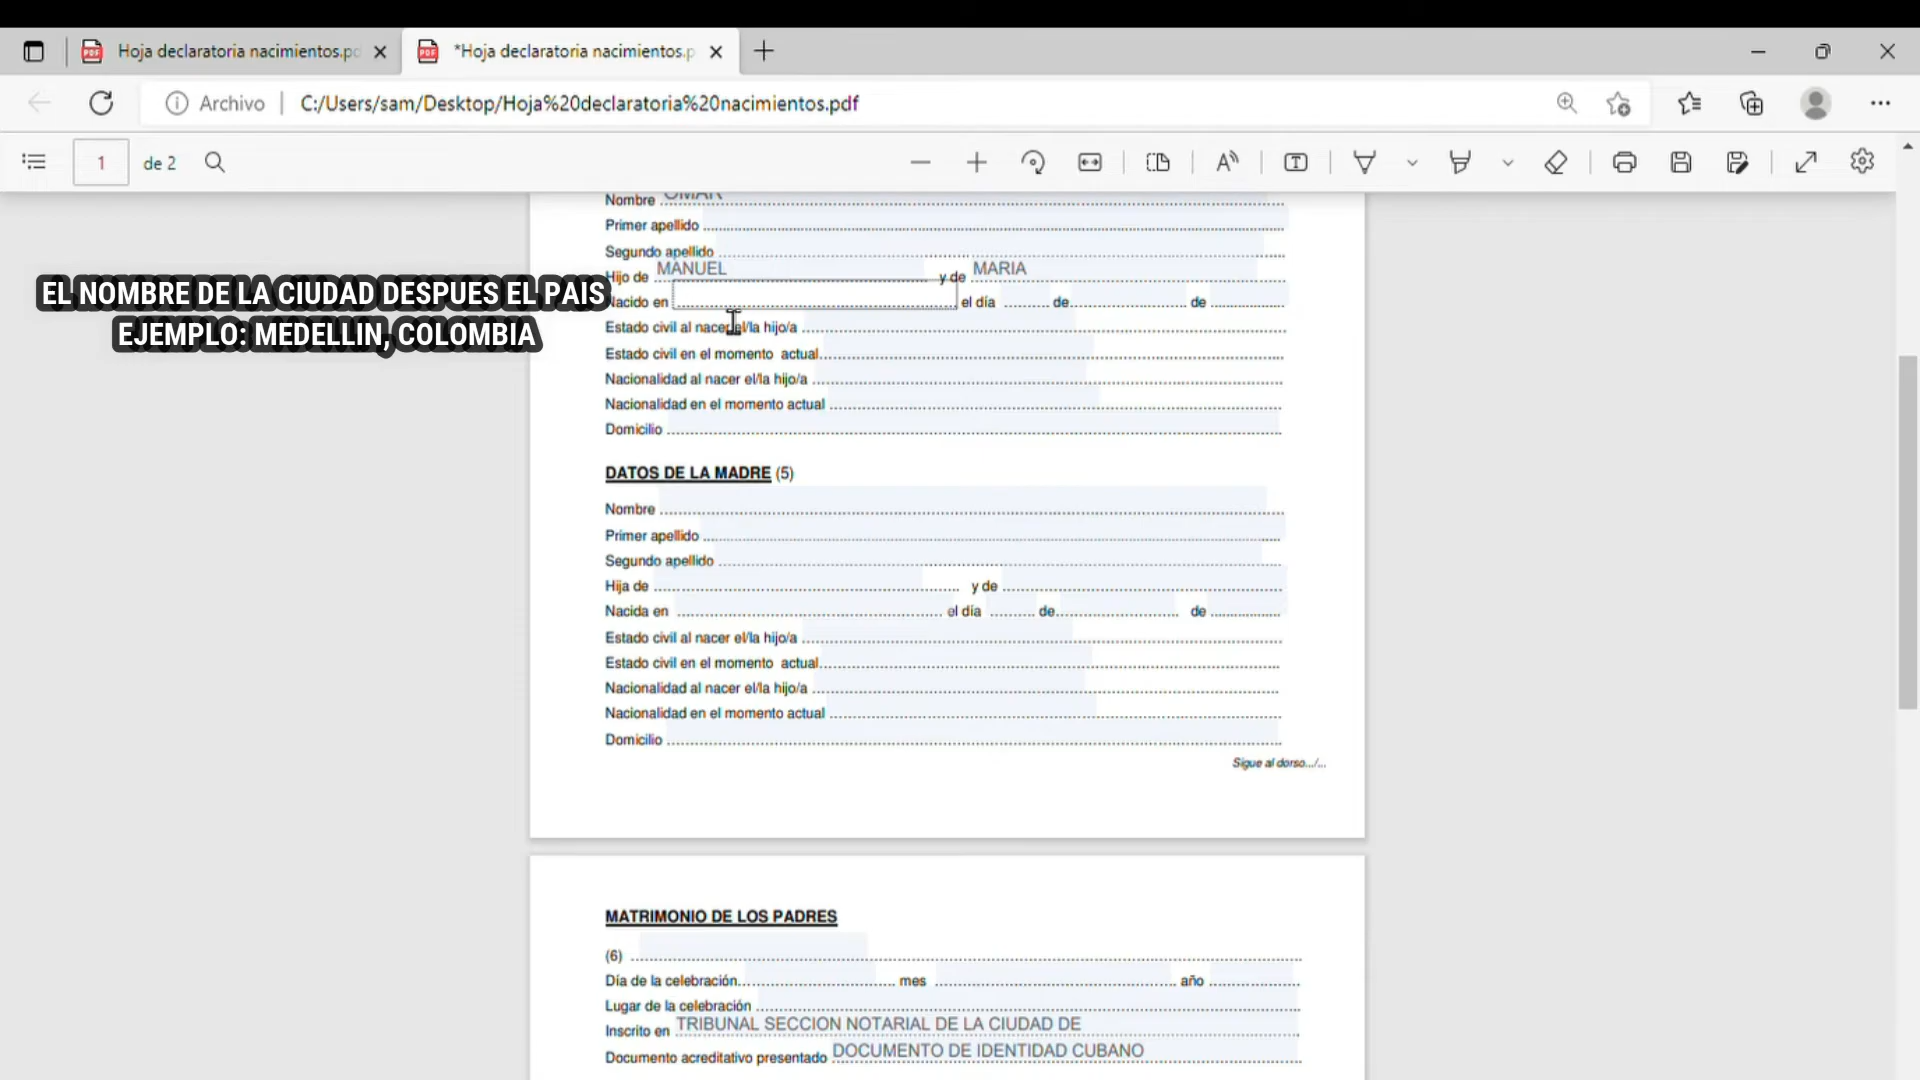 Hoja declaratoria nacimientos.pd
*Hoja declaratoria nacimientos.p
Archivo
C:/Users/sam/Desktop/Hoja%20declaratoria%20nacimientos.pdf
1 de 2
Nombre OMAR
Primer apellido
Segundo apellido
Hijo de MANUEL y de MARIA
Nacido en el día de de
EL NOMBRE DE LA CIUDAD DESPUES EL PAIS
EJEMPLO: MEDELLIN, COLOMBIA
Estado civil al nacer el/la hijo/a
Estado civil en el momento actual
Nacionalidad al nacer el/la hijo/a
Nacionalidad en el momento actual
Domicilio
DATOS DE LA MADRE (5)
Nombre
Primer apellido
Segundo apellido
Hija de y de
Nacida en el día de de
Estado civil al nacer el/la hijo/a
Estado civil en el momento actual
Nacionalidad al nacer el/la hijo/a
Nacionalidad en el momento actual
Domicilio
Sigue al dorso.../...
MATRIMONIO DE LOS PADRES
(6)
Día de la celebración mes año
Lugar de la celebración
Inscrito en TRIBUNAL SECCION NOTARIAL DE LA CIUDAD DE
Documento acreditativo presentado DOCUMENTO DE IDENTIDAD CUBANO